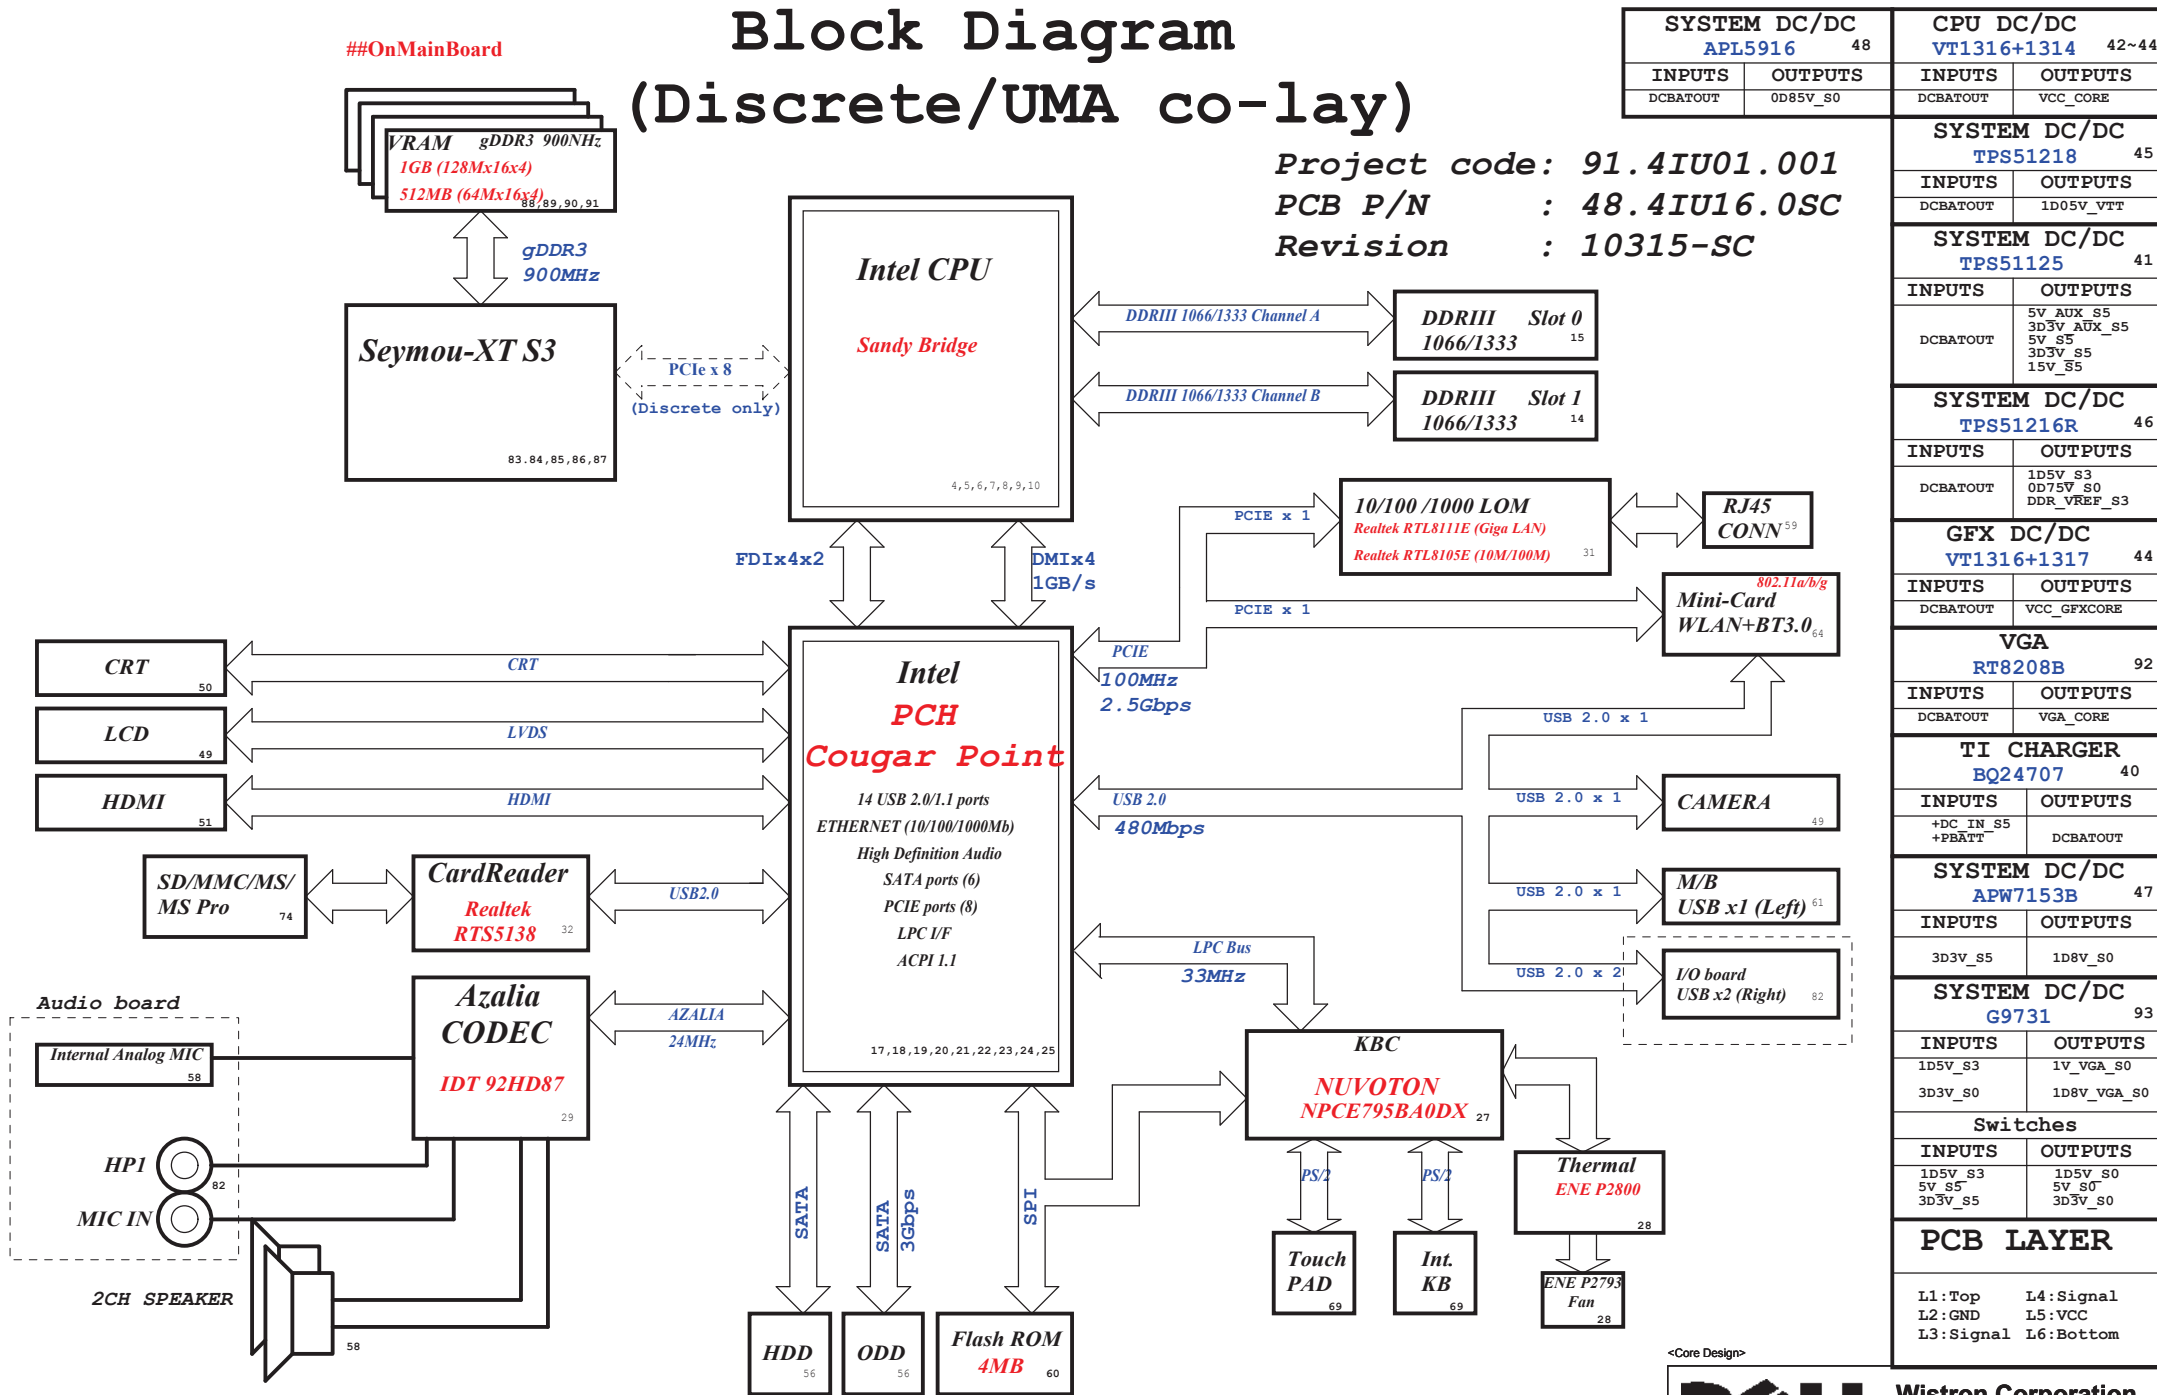 Block Diagram
(Discrete/UMA co-lay)
##OnMainBoard
Project code: 91.4IU01.001
PCB P/N : 48.4IU16.0SC
Revision : 10315-SC
VRAM gDDR3 900NHz
1GB (128Mx16x4)
512MB (64Mx16x4)
88,89,90,91
gDDR3
900MHz
Seymou-XT S3
83.84,85,86,87
PCIe x 8
(Discrete only)
Intel CPU
Sandy Bridge
4,5,6,7,8,9,10
DDRIII 1066/1333 Channel A
DDRIII Slot 0
1066/1333 15
DDRIII 1066/1333 Channel B
DDRIII Slot 1
1066/1333 14
FDIx4x2
DMIx4
1GB/s
PCIE x 1
10/100 /1000 LOM
Realtek RTL8111E (Giga LAN)
Realtek RTL8105E (10M/100M) 31
RJ45
CONN 59
PCIE x 1
802.11a/b/g
Mini-Card
WLAN+BT3.0 64
PCIE
100MHz
2.5Gbps
Intel
PCH
Cougar Point
14 USB 2.0/1.1 ports
ETHERNET (10/100/1000Mb)
High Definition Audio
SATA ports (6)
PCIE ports (8)
LPC I/F
ACPI 1.1
17,18,19,20,21,22,23,24,25
CRT 50
CRT
LCD 49
LVDS
HDMI 51
HDMI
SD/MMC/MS/
MS Pro 74
CardReader
Realtek
RTS5138 32
USB2.0
Azalia
CODEC
IDT 92HD87
29
AZALIA
24MHz
Audio board
Internal Analog MIC
58
HP1
82
MIC IN
2CH SPEAKER
58
USB 2.0
480Mbps
USB 2.0 x 1
USB 2.0 x 1
CAMERA
49
USB 2.0 x 1
M/B
USB x1 (Left) 61
USB 2.0 x 2
I/O board
USB x2 (Right) 82
LPC Bus
33MHz
KBC
NUVOTON
NPCE795BA0DX 27
SATA
SATA
3Gbps
SPI
HDD
56
ODD
56
Flash ROM
4MB 60
PS/2
PS/2
Touch
PAD
69
Int.
KB
69
Thermal
ENE P2800
28
ENE P2793
Fan
28
SYSTEM DC/DC
APL5916 48
INPUTS OUTPUTS
DCBATOUT 0D85V_S0
CPU DC/DC
VT1316+1314 42~44
INPUTS OUTPUTS
DCBATOUT VCC_CORE
SYSTEM DC/DC
TPS51218 45
INPUTS OUTPUTS
DCBATOUT 1D05V_VTT
SYSTEM DC/DC
TPS51125 41
INPUTS OUTPUTS
DCBATOUT
5V_AUX_S5
3D3V_AUX_S5
5V_S5
3D3V_S5
15V_S5
SYSTEM DC/DC
TPS51216R 46
INPUTS OUTPUTS
DCBATOUT
1D5V_S3
0D75V_S0
DDR_VREF_S3
GFX DC/DC
VT1316+1317 44
INPUTS OUTPUTS
DCBATOUT VCC_GFXCORE
VGA
RT8208B 92
INPUTS OUTPUTS
DCBATOUT VGA_CORE
TI CHARGER
BQ24707 40
INPUTS OUTPUTS
+DC_IN_S5
+PBATT DCBATOUT
SYSTEM DC/DC
APW7153B 47
INPUTS OUTPUTS
3D3V_S5 1D8V_S0
SYSTEM DC/DC
G9731 93
INPUTS OUTPUTS
1D5V_S3 1V_VGA_S0
3D3V_S0 1D8V_VGA_S0
Switches
INPUTS OUTPUTS
1D5V_S3 1D5V_S0
5V_S5 5V_S0
3D3V_S5 3D3V_S0
PCB LAYER
L1:Top L4:Signal
L2:GND L5:VCC
L3:Signal L6:Bottom
<Core Design>
Wistron Corporation